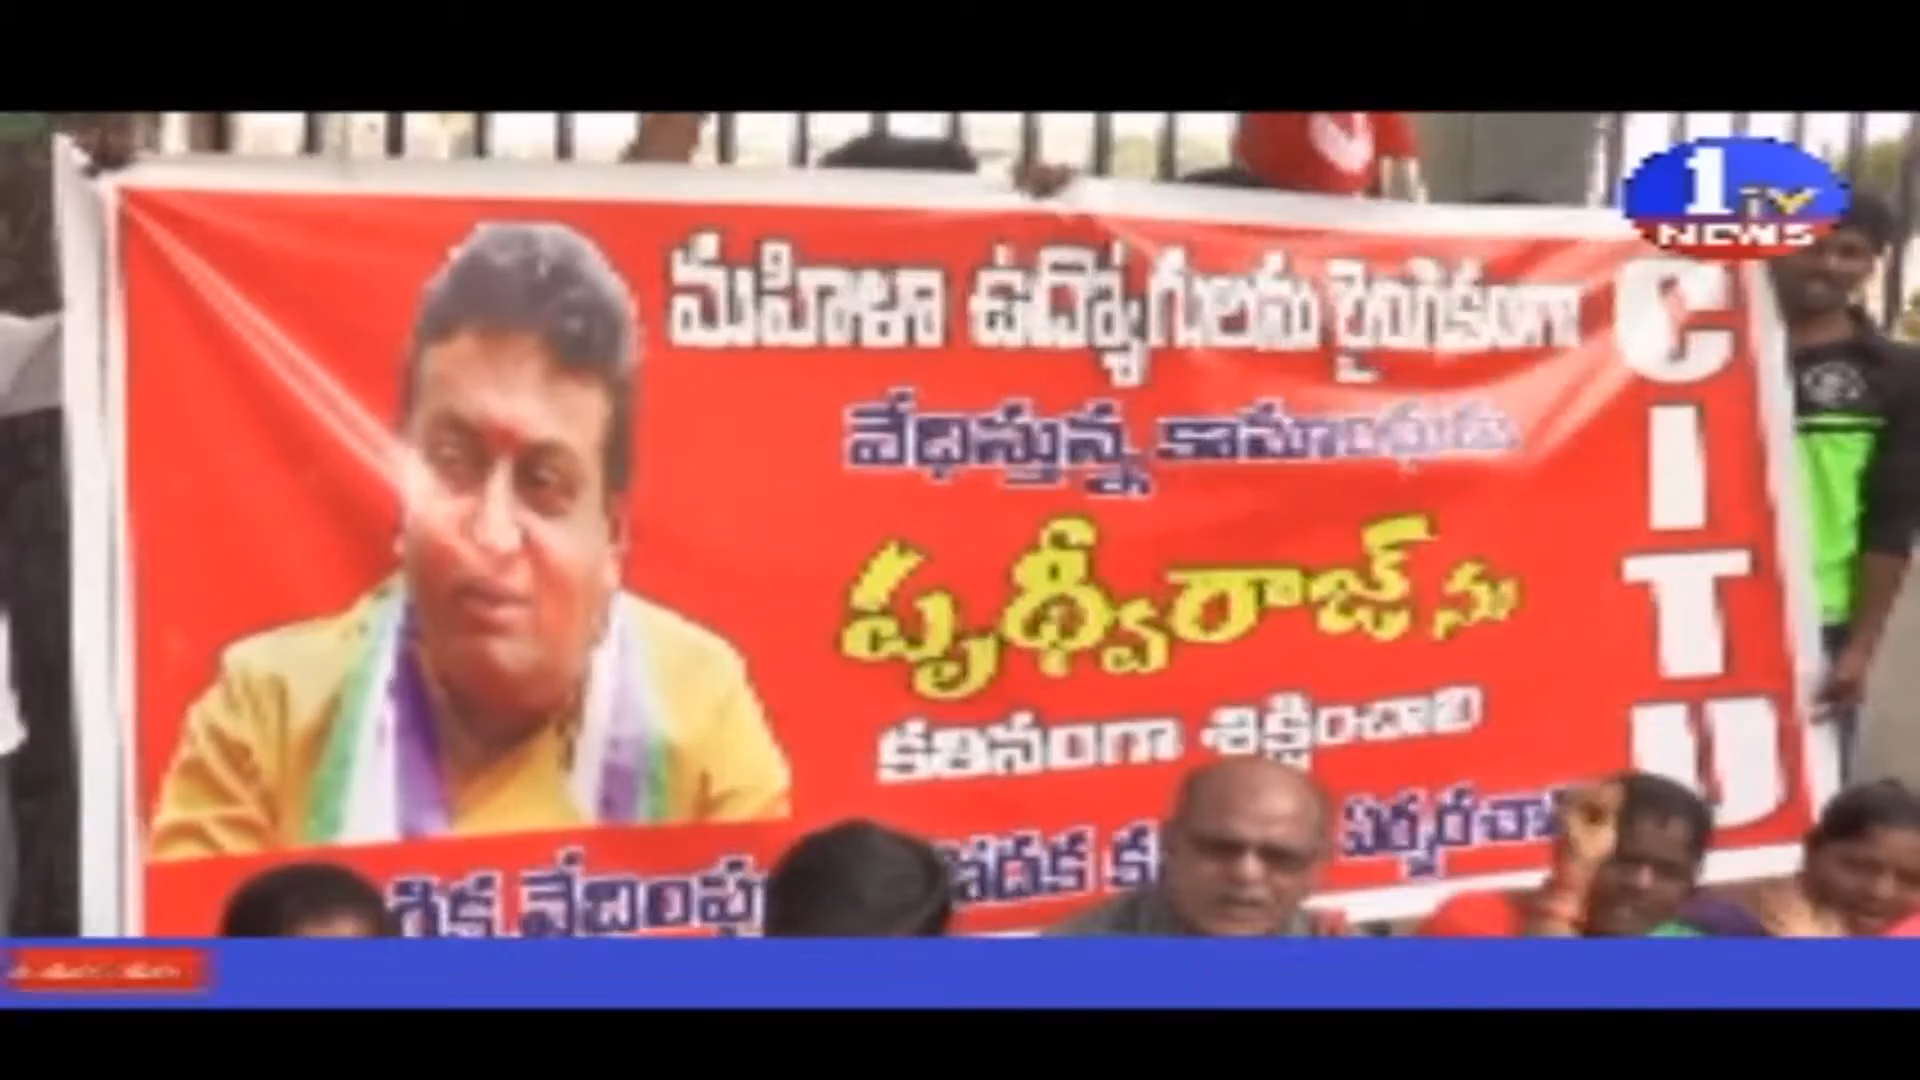 1 TV
NEWS
మహిళా ఉద్యోగులను లైంగికంగా
వేధిస్తున్న కామాంధుడు
పృథ్వీరాజ్ ను
కఠినంగా శిక్షించాలి
CITU
వేదింపు